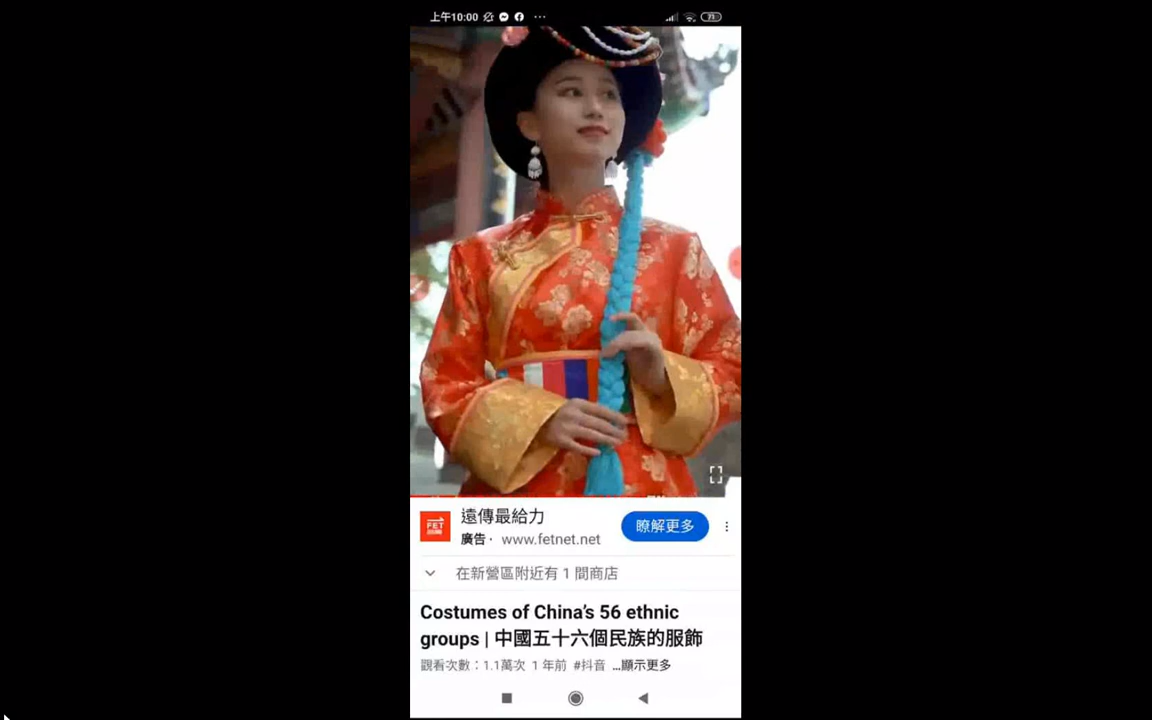 上午10:00
73
遠傳最給力
FET
瞭解更多
廣告 · www.fetnet.net
在新營區附近有 1 間商店
Costumes of China's 56 ethnic
groups | 中國五十六個民族的服飾
觀看次數：1.1萬次 1 年前 #抖音 ...顯示更多